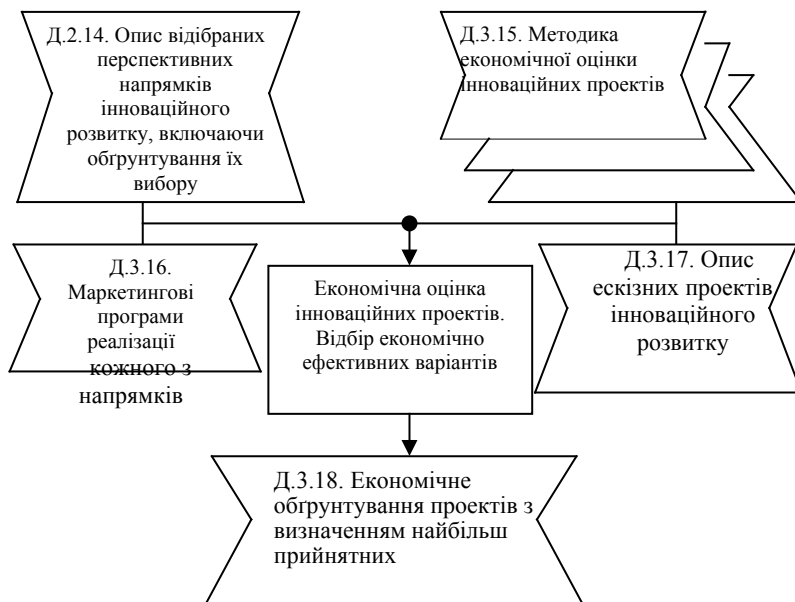 Д.2.14. Опис відібраних
перспективних
напрямків
інноваційного
розвитку, включаючи
обґрунтування їх
вибору
Д.3.15. Методика
економічної оцінки
інноваційних проектів
Д.3.16.
Маркетингові
програми
реалізації
кожного з
напрямків
Економічна оцінка
інноваційних проектів.
Відбір економічно
ефективних варіантів
Д.3.17. Опис
ескізних проектів
інноваційного
розвитку
Д.3.18. Економічне
обґрунтування проектів з
визначенням найбільш
прийнятних